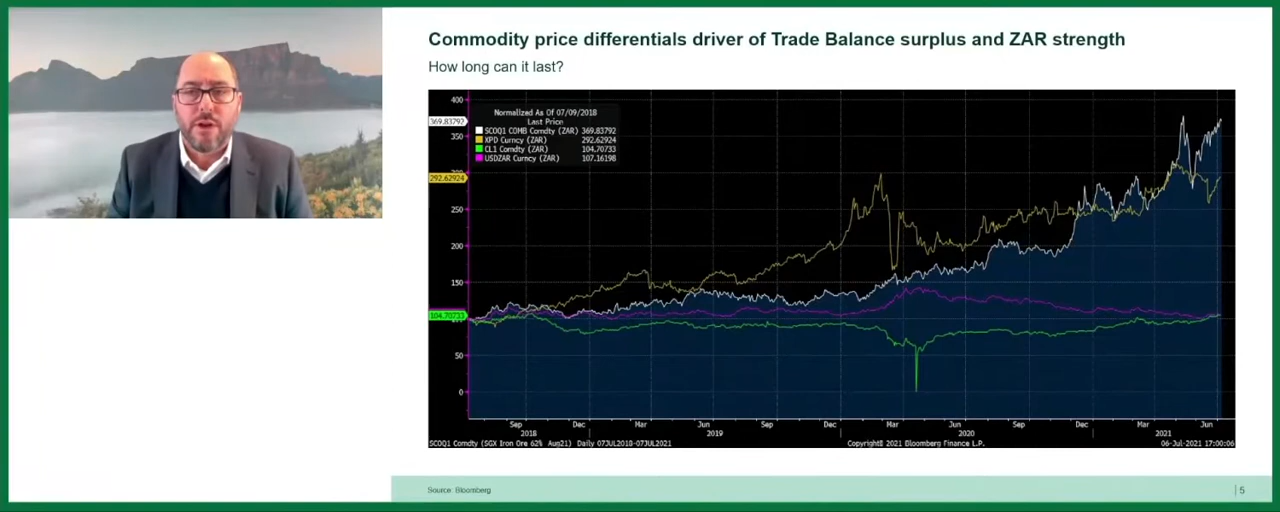 Commodity price differentials driver of Trade Balance surplus and ZAR strength
How long can it last?
Normalized As Of 07/09/2018
Last Price
SCOQ1 COMB Comdty (ZAR) 369.83792
XPD Curncy (ZAR) 292.62924
CL1 Comdty (ZAR) 104.70733
USDZAR Curncy (ZAR) 107.16198
400
369.83792
350
292.62924
250
200
150
104.70733
50
0
Sep Dec Mar Jun Sep Dec Mar Jun Sep Dec Mar Jun
2018 2019 2020 2021
SCOQ1 Comdty (SGX Iron Ore 62% Aug21) Daily 07JUL2018-07JUL2021 Copyright© 2021 Bloomberg Finance L.P. 06-Jul-2021 17:00:06
Source: Bloomberg
5